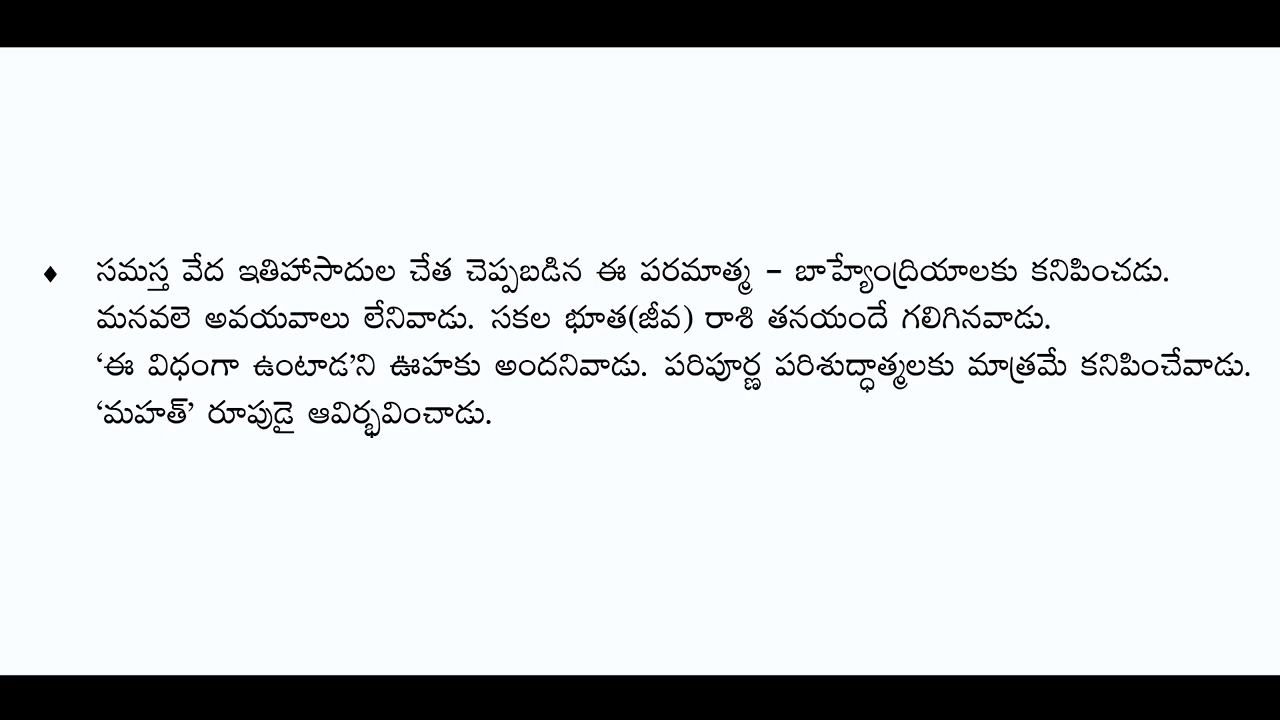 ♦ సమస్త వేద ఇతిహాసాదుల చేత చెప్పబడిన ఈ పరమాత్మ – బాహ్యేంద్రియాలకు కనిపించడు.
మనవలె అవయవాలు లేనివాడు. సకల భూత(జీవ) రాశి తనయందే గలిగినవాడు.
‘ఈ విధంగా ఉంటాడ’ని ఊహకు అందనివాడు. పరిపూర్ణ పరిశుద్ధాత్మలకు మాత్రమే కనిపించేవాడు.
‘మహత్’ రూపుడై ఆవిర్భవించాడు.